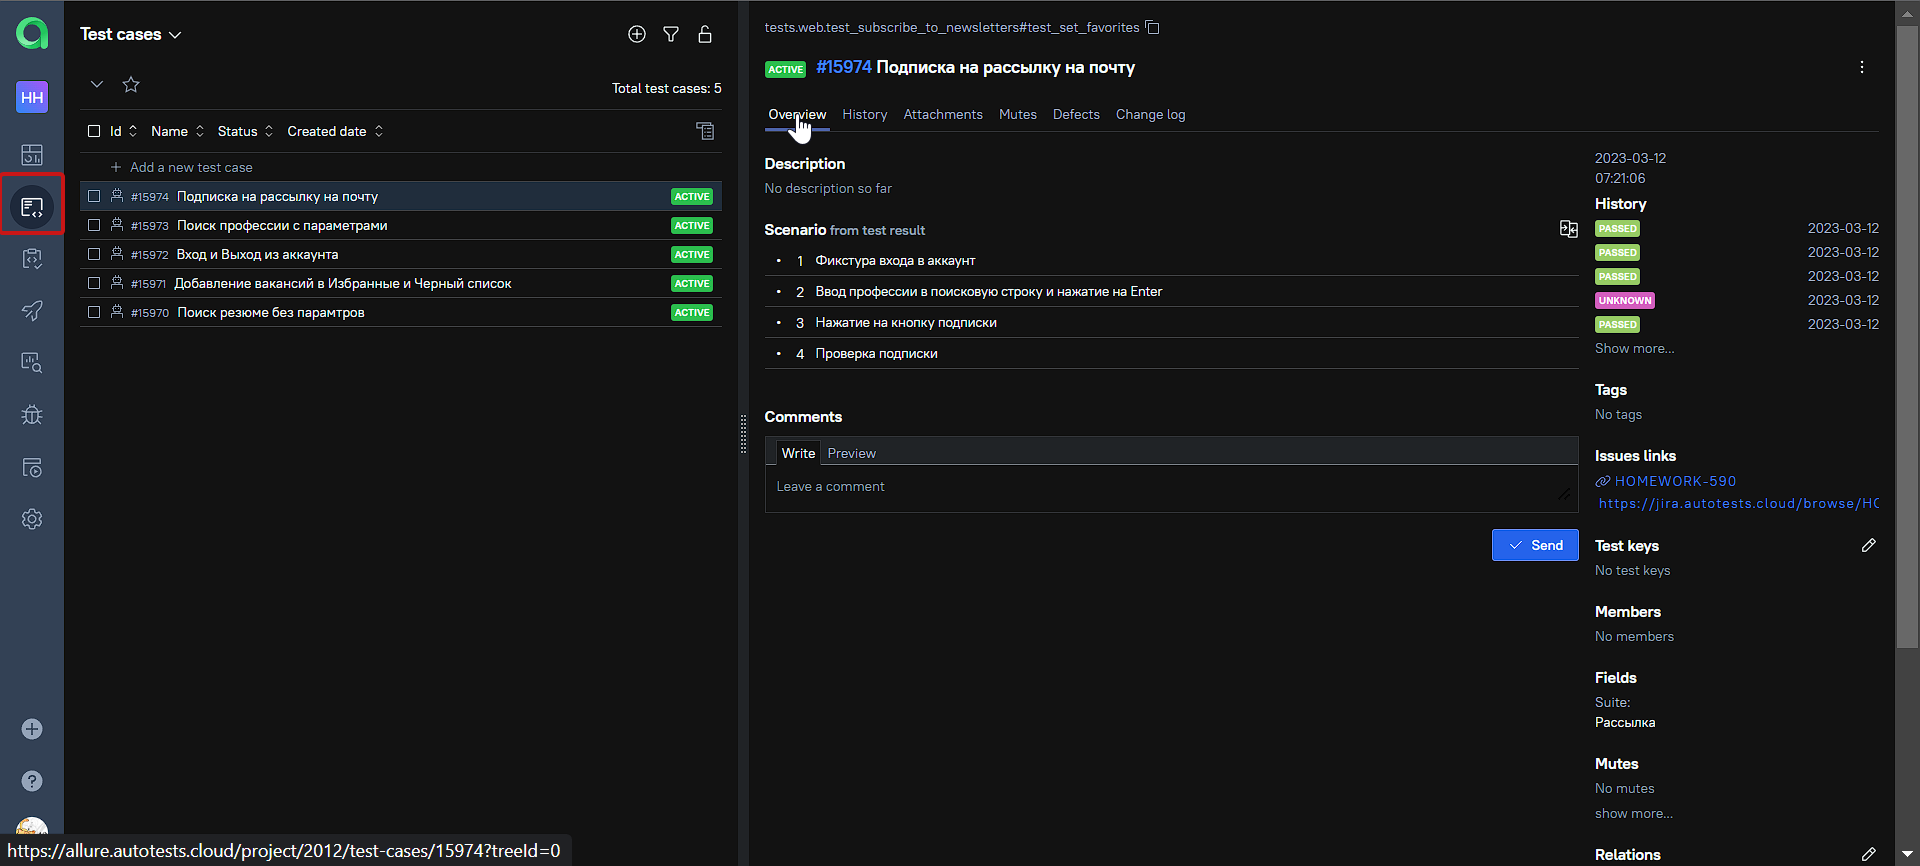 HH
Test cases
Total test cases: 5
Id Name Status Created date
+ Add a new test case
#15974 Подписка на рассылку на почту ACTIVE
#15973 Поиск профессии с параметрами ACTIVE
#15972 Вход и Выход из аккаунта ACTIVE
#15971 Добавление вакансий в Избранные и Черный список ACTIVE
#15970 Поиск резюме без парамтров ACTIVE
tests.web.test_subscribe_to_newsletters#test_set_favorites
ACTIVE #15974 Подписка на рассылку на почту
Overview History Attachments Mutes Defects Change log
Description
No description so far
Scenario from test result
• 1 Фикстура входа в аккаунт
• 2 Ввод профессии в поисковую строку и нажатие на Enter
• 3 Нажатие на кнопку подписки
• 4 Проверка подписки
Comments
Write Preview
Leave a comment
Send
2023-03-12
07:21:06
History
PASSED 2023-03-12
PASSED 2023-03-12
PASSED 2023-03-12
UNKNOWN 2023-03-12
PASSED 2023-03-12
Show more...
Tags
No tags
Issues links
HOMEWORK-590
https://jira.autotests.cloud/browse/HO
Test keys
No test keys
Members
No members
Fields
Suite:
Рассылка
Mutes
No mutes
show more...
Relations
https://allure.autotests.cloud/project/2012/test-cases/15974?treeId=0